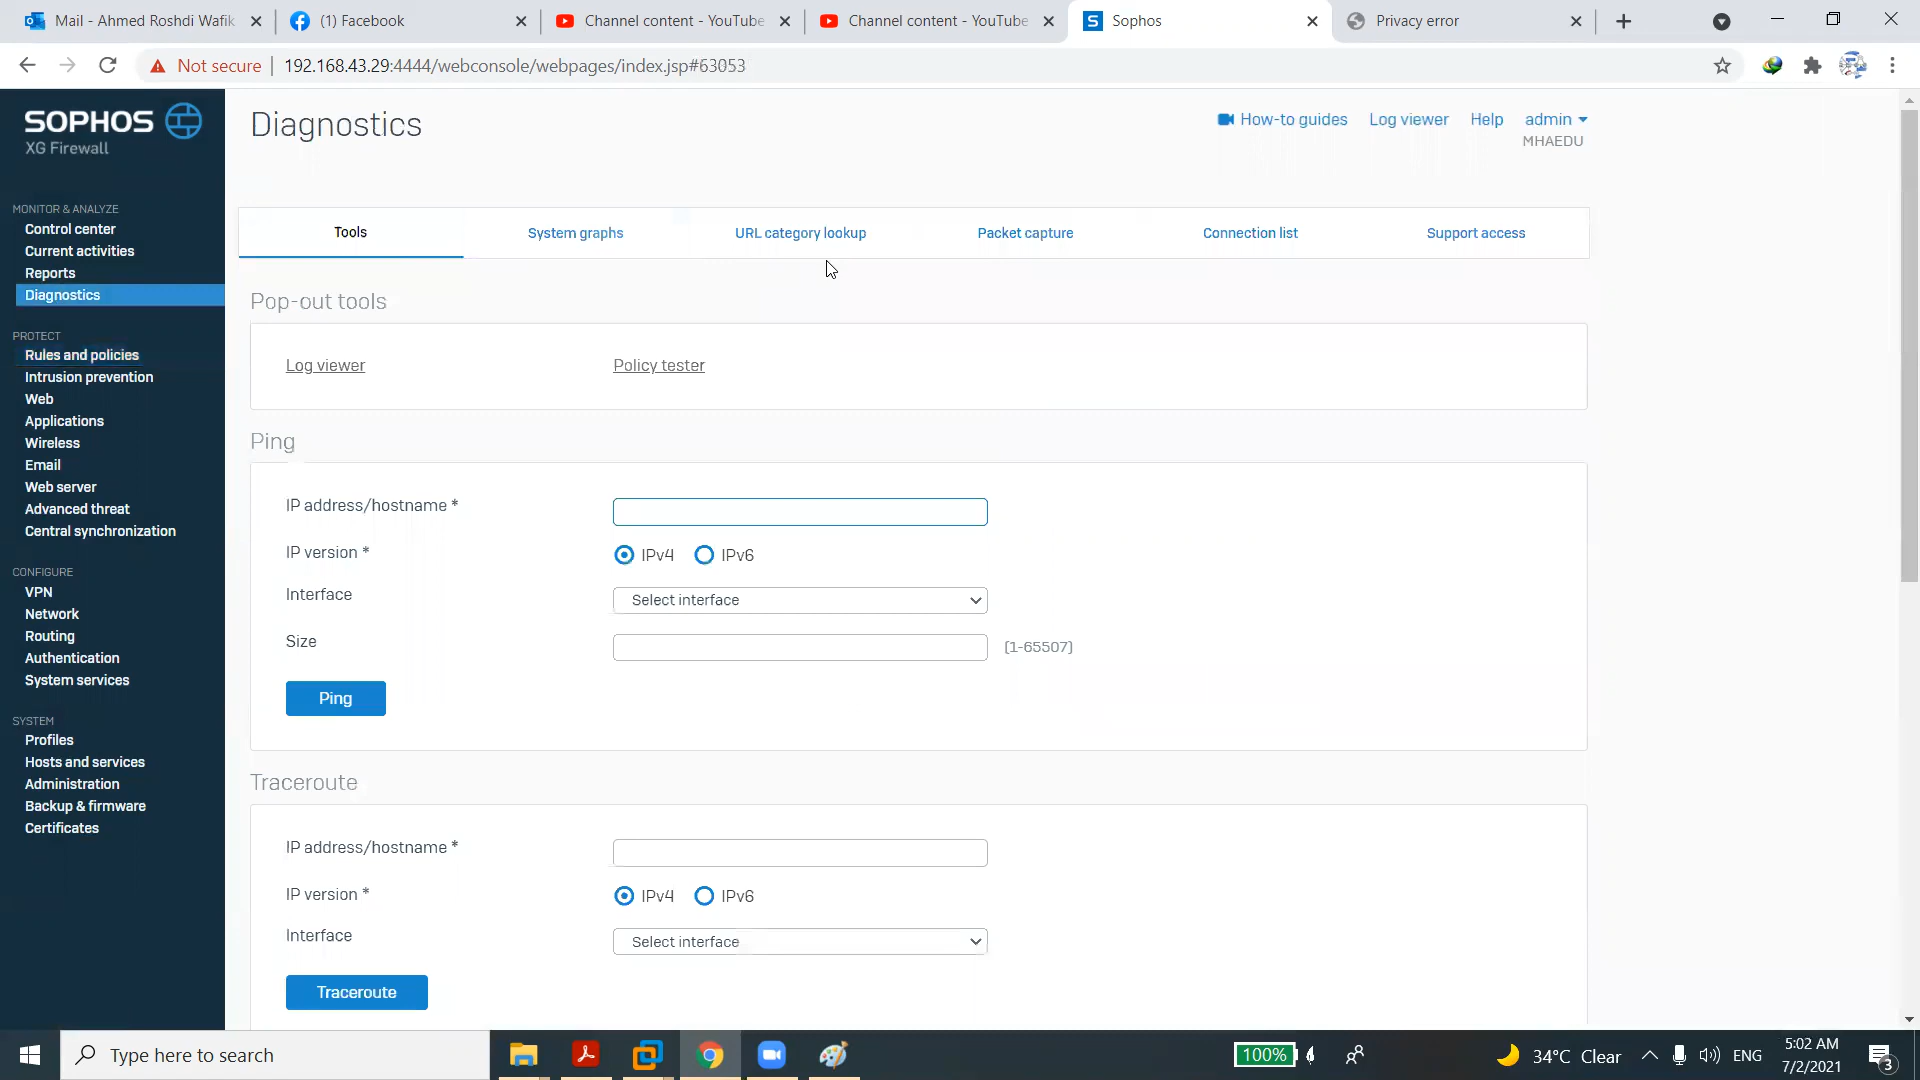 Mail - Ahmed Roshdi Wafik
(1) Facebook
Channel content - YouTube
Channel content - YouTube
Sophos
Privacy error
Not secure
192.168.43.29:4444/webconsole/webpages/index.jsp#63053
SOPHOS
XG Firewall
Diagnostics
How-to guides
Log viewer
Help
admin
MHAEDU
MONITOR & ANALYZE
Control center
Current activities
Reports
Diagnostics
PROTECT
Rules and policies
Intrusion prevention
Web
Applications
Wireless
Email
Web server
Advanced threat
Central synchronization
CONFIGURE
VPN
Network
Routing
Authentication
System services
SYSTEM
Profiles
Hosts and services
Administration
Backup & firmware
Certificates
Tools
System graphs
URL category lookup
Packet capture
Connection list
Support access
Pop-out tools
Log viewer
Policy tester
Ping
IP address/hostname *
IP version *
IPv4
IPv6
Interface
Select interface
Size
(1-65507)
Ping
Traceroute
IP address/hostname *
IP version *
IPv4
IPv6
Interface
Select interface
Traceroute
Type here to search
100%
34°C Clear
ENG
5:02 AM
7/2/2021
3